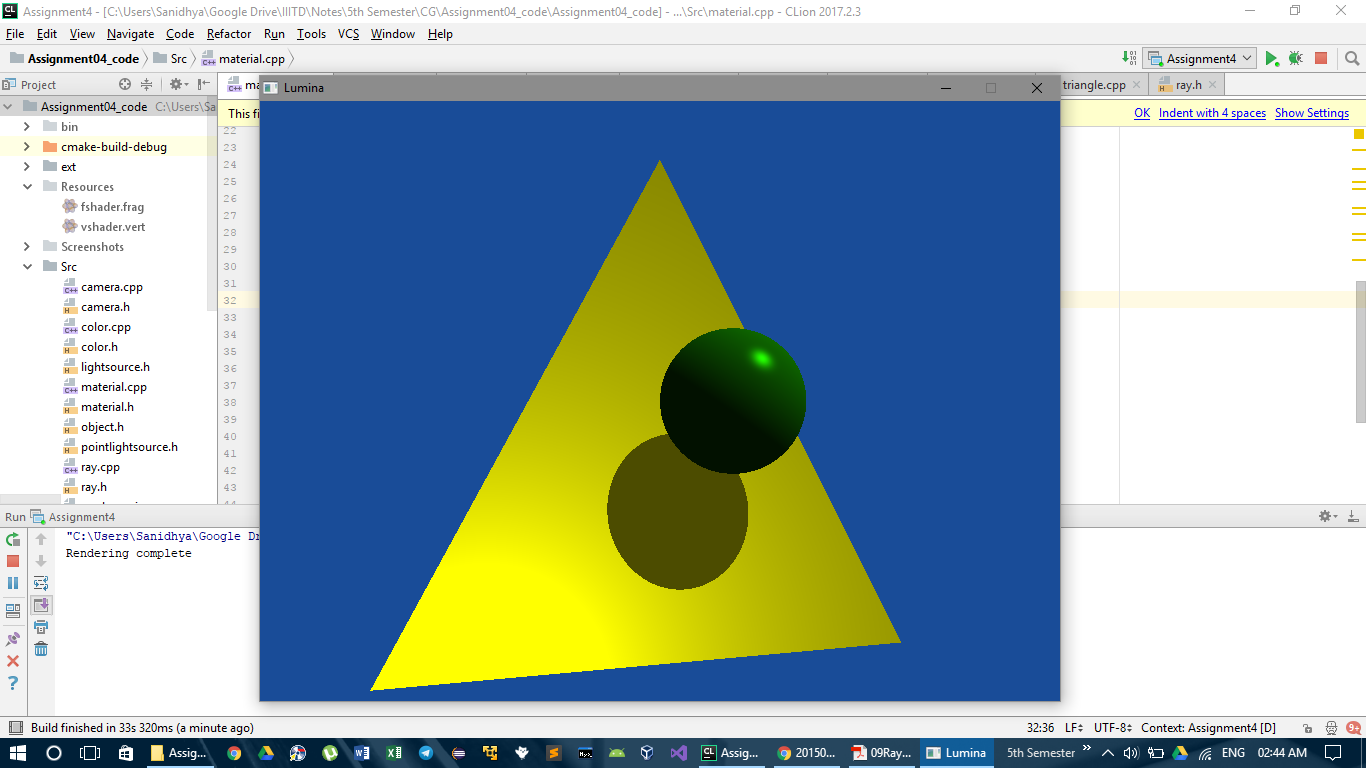 Assignment4 - [C:\Users\Sanidhya\Google Drive\IIITD\Notes\5th Semester\CG\Assignment04_code\Assignment04_code] - ...\Src\material.cpp - CLion 2017.2.3
File Edit View Navigate Code Refactor Run Tools VCS Window Help
Assignment04_code Src material.cpp Assignment4
Project ma triangle.cpp ray.h
Lumina
Assignment04_code C:\Users\Sa
This fi OK Indent with 4 spaces Show Settings
bin
cmake-build-debug
ext
Resources
fshader.frag
vshader.vert
Screenshots
Src
camera.cpp
camera.h
color.cpp
color.h
lightsource.h
material.cpp
material.h
object.h
pointlightsource.h
ray.cpp
ray.h
22
23
24
25
26
27
28
29
30
31
32
33
34
35
36
37
38
39
40
41
42
43
Run Assignment4
"C:\Users\Sanidhya\Google Dr
Rendering complete
Build finished in 33s 320ms (a minute ago) 32:36 LF UTF-8 Context: Assignment4 [D]
Assig... Assig... 20150... 09Ray... Lumina 5th Semester ENG 02:44 AM